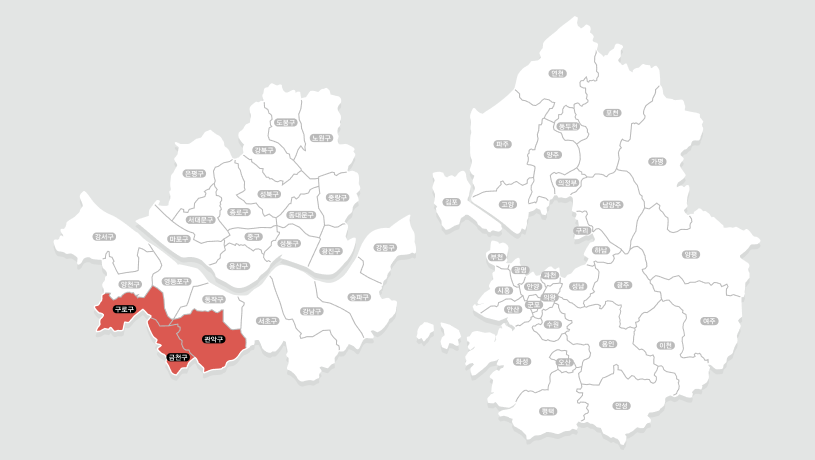 도봉구
노원구
강북구
은평구
성북구
중랑구
종로구
동대문구
서대문구
마포구
중구
성동구
광진구
강동구
용산구
강서구
양천구
영등포구
동작구
구로구
관악구
금천구
서초구
강남구
송파구
연천
포천
동두천
파주
양주
가평
의정부
김포
고양
남양주
구리
하남
양평
부천
광명
과천
시흥
안양
성남
광주
의왕
군포
안산
수원
여주
용인
이천
화성
오산
평택
안성